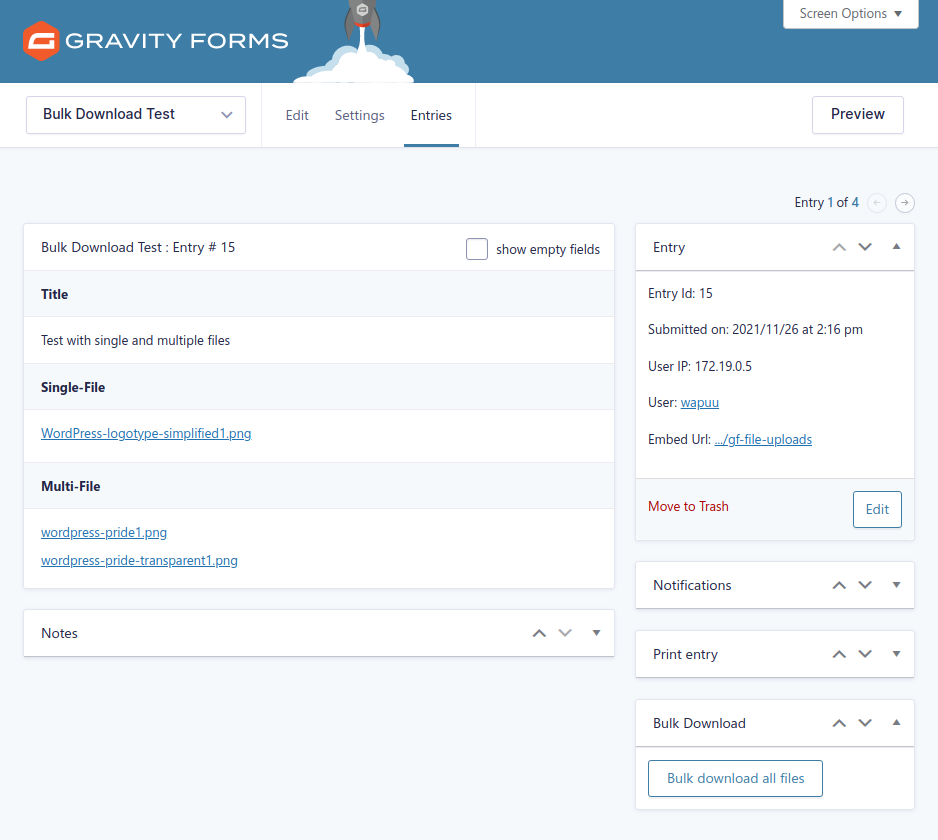 Screen Options
GRAVITY FORMS
Bulk Download Test
Edit
Settings
Entries
Preview
Entry 1 of 4
Bulk Download Test : Entry # 15
show empty fields
Title
Test with single and multiple files
Single-File
WordPress-logotype-simplified1.png
Multi-File
wordpress-pride1.png
wordpress-pride-transparent1.png
Notes
Entry
Entry Id: 15
Submitted on: 2021/11/26 at 2:16 pm
User IP: 172.19.0.5
User: wapuu
Embed Url: .../gf-file-uploads
Move to Trash
Edit
Notifications
Print entry
Bulk Download
Bulk download all files